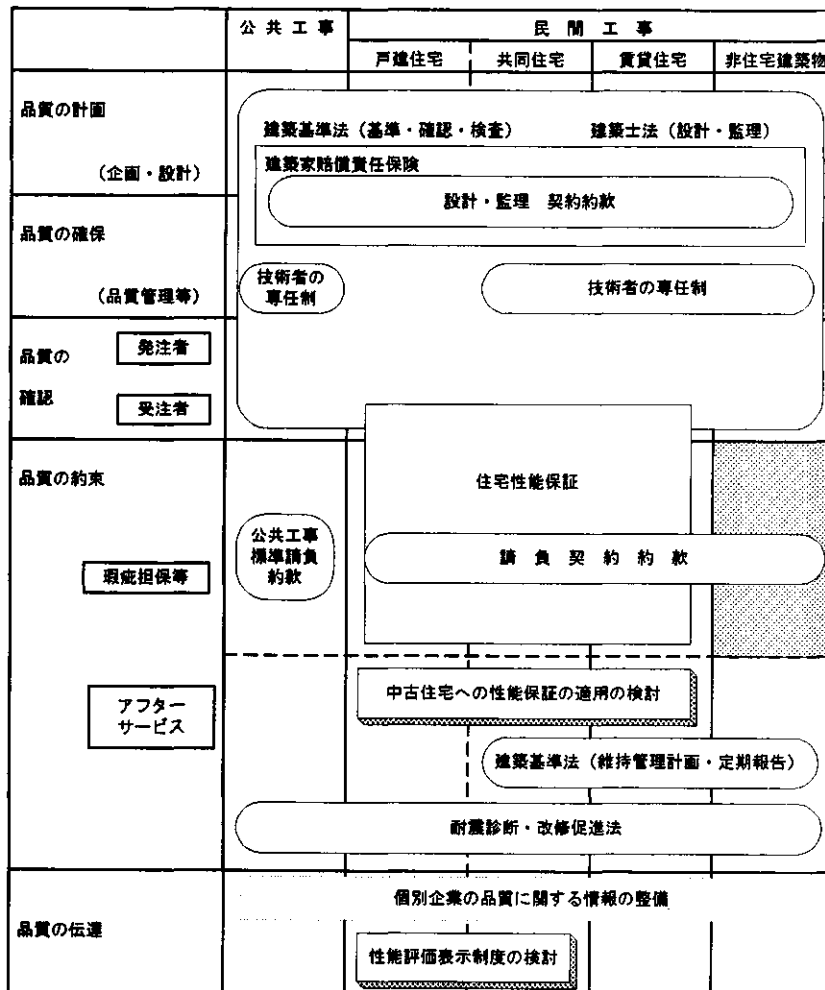 公共工事
民間工事
戸建住宅 共同住宅 賃貸住宅 非住宅建築物
品質の計画
(企画・設計)
建築基準法(基準・確認・検査) 建築士法(設計・監理)
建築家賠償責任保険
設計・監理 契約約款
品質の確保
(品質管理等)
技術者の
専任制
技術者の専任制
品質の
確認
発注者
受注者
品質の約束
住宅性能保証
公共工事
標準請負
約款
請負契約約款
瑕疵担保等
中古住宅への性能保証の適用の検討
アフター
サービス
建築基準法(維持管理計画・定期報告)
耐震診断・改修促進法
個別企業の品質に関する情報の整備
品質の伝達
性能評価表示制度の検討